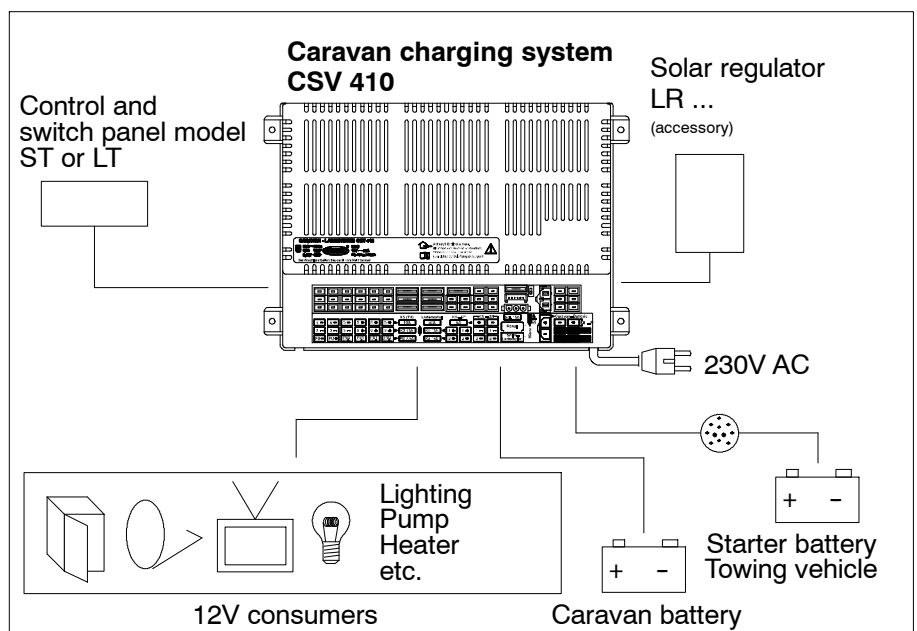 Caravan charging system
CSV 410
Solar regulator
LR ...
(accessory)
Control and
switch panel model
ST or LT
230V AC
Lighting
Pump
Heater
etc.
12V consumers
+ −
Caravan battery
+ −
Starter battery
Towing vehicle